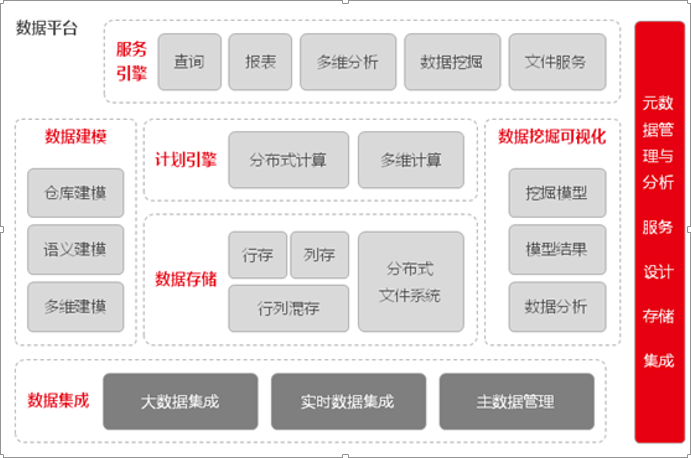 数据平台
服务
引擎
查询
报表
多维分析
数据挖掘
文件服务
数据建模
仓库建模
语义建模
多维建模
计划引擎
分布式计算
多维计算
数据存储
行存
列存
行列混存
分布式
文件系统
数据挖掘可视化
挖掘模型
模型结果
数据分析
数据集成
大数据集成
实时数据集成
主数据管理
元数
据管
理与
分析
服务
设计
存储
集成